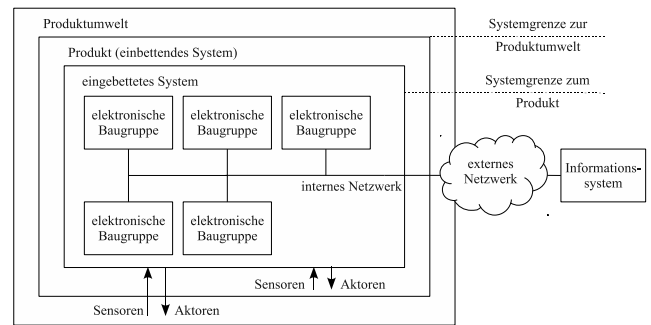 Produktumwelt
Systemgrenze zur
Produktumwelt
Produkt (einbettendes System)
Systemgrenze zum
Produkt
eingebettetes System
elektronische
Baugruppe
elektronische
Baugruppe
elektronische
Baugruppe
externes
Netzwerk
Informations-
system
internes Netzwerk
elektronische
Baugruppe
elektronische
Baugruppe
Sensoren
Aktoren
Sensoren
Aktoren